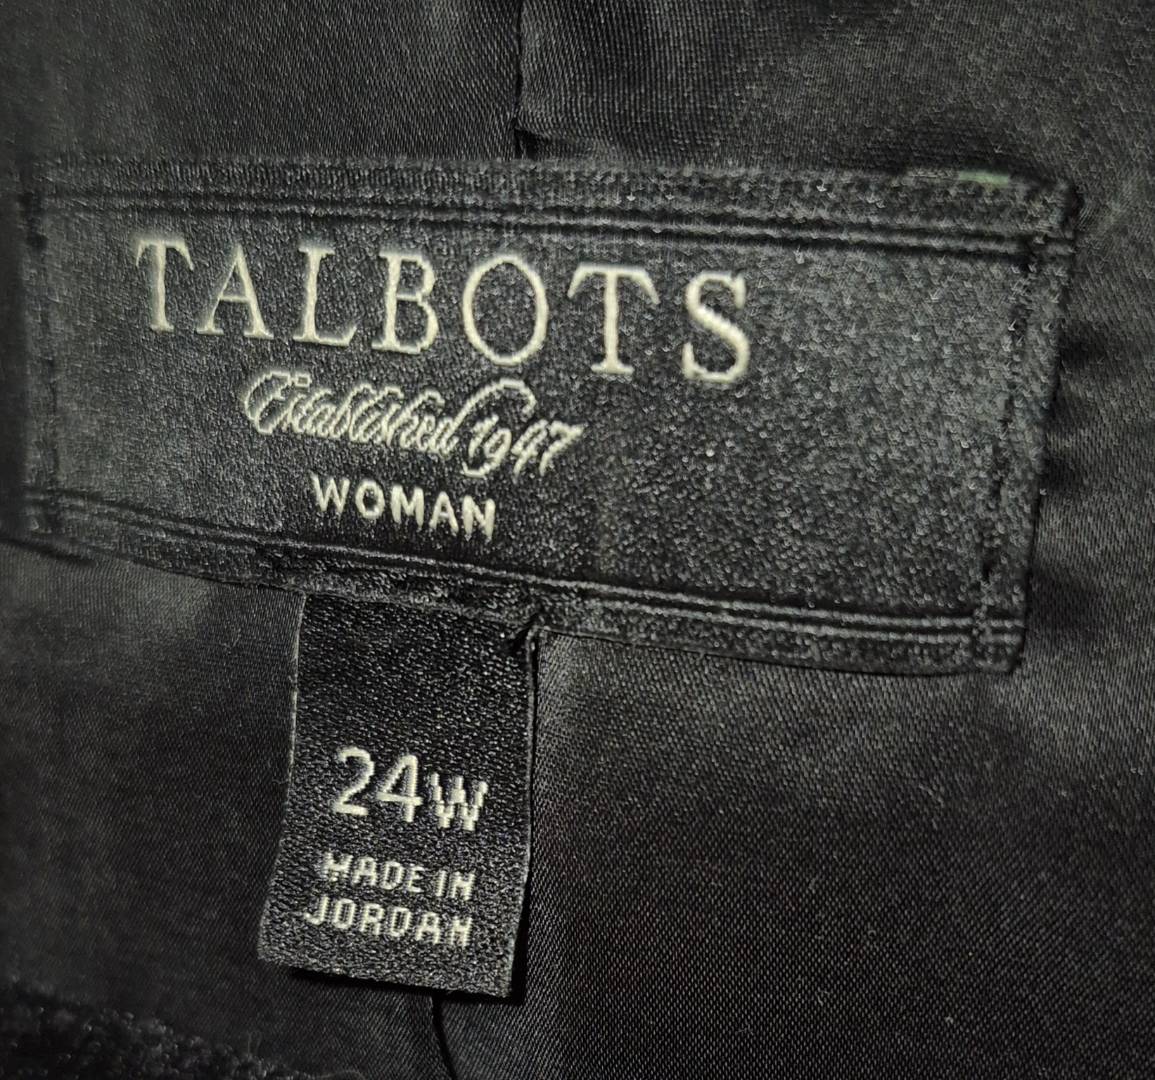 TALBOTS
Established 1947
WOMAN
24W
MADE IN
JORDAN